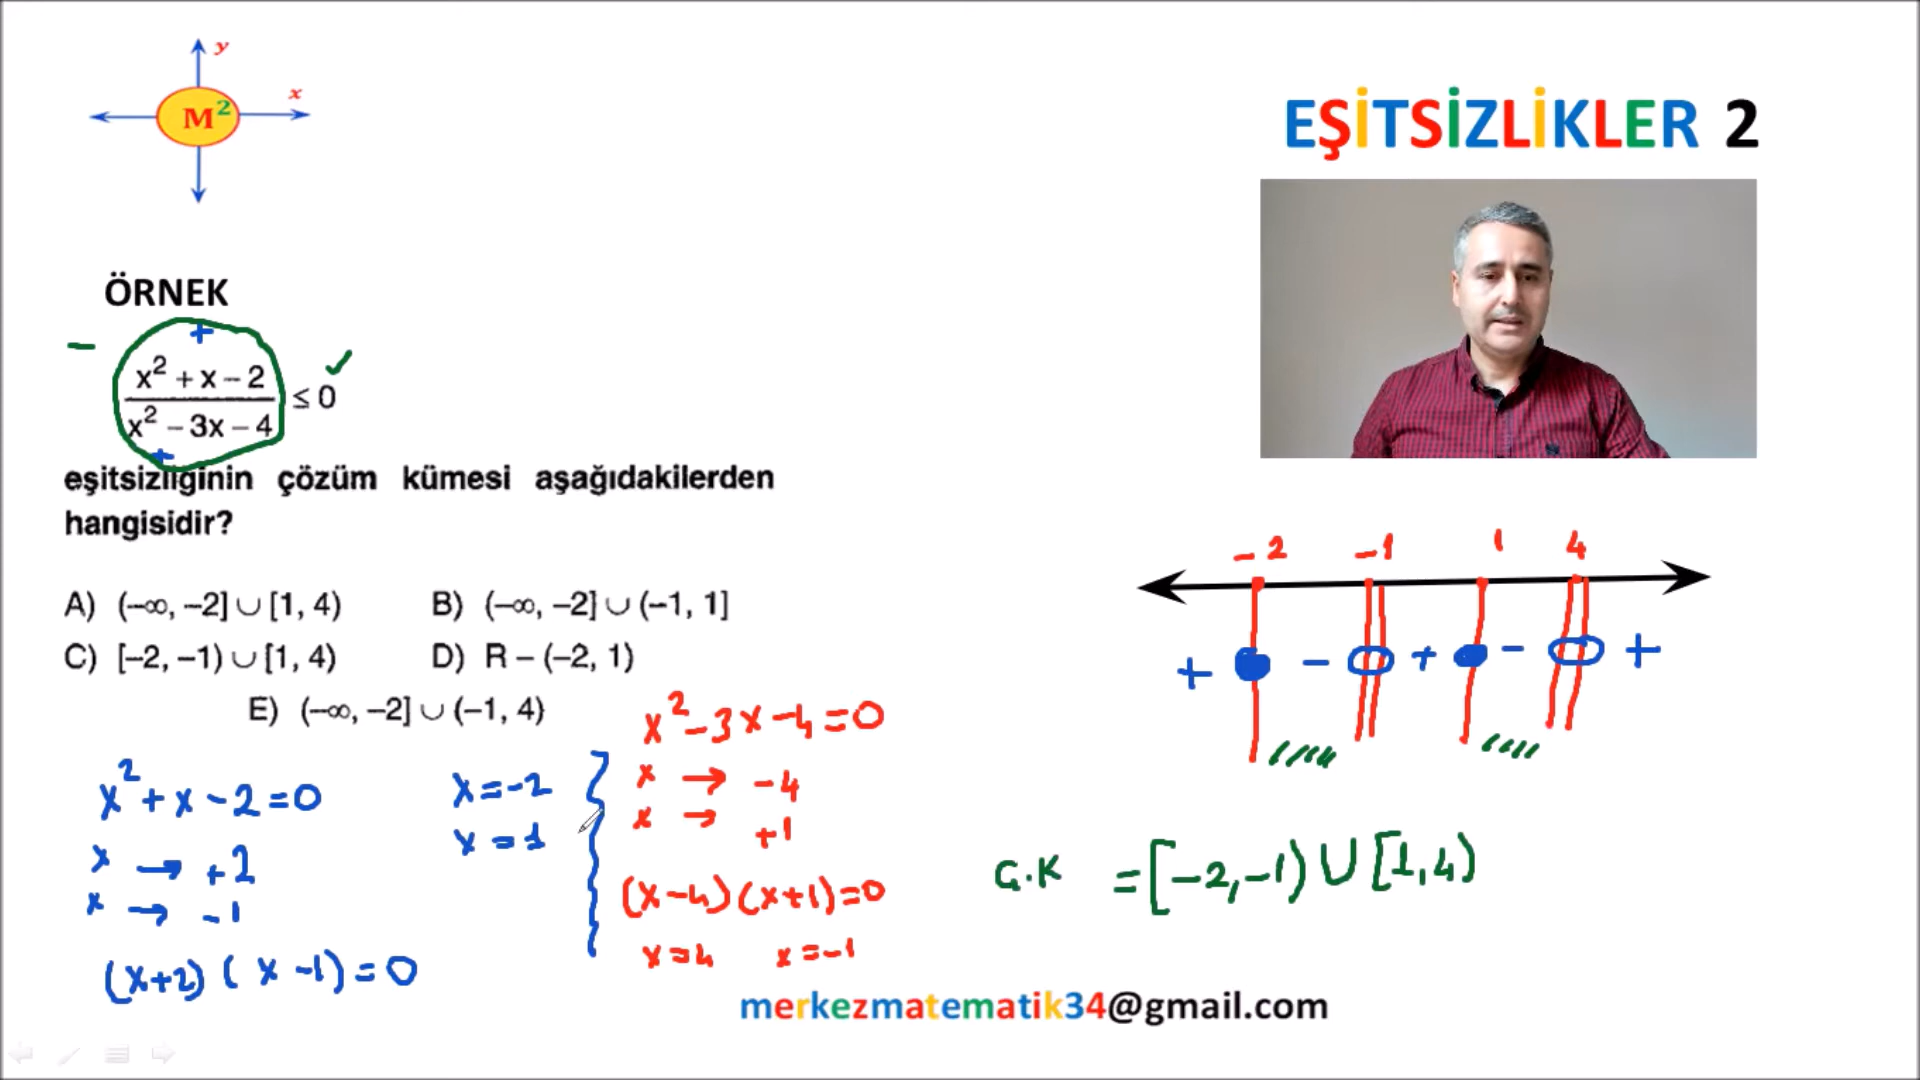 y
x
M²
EŞİTSİZLİKLER 2
ÖRNEK
+
−
x² + x − 2
x² − 3x − 4
≤ 0 ✓
+
eşitsizliğinin çözüm kümesi aşağıdakilerden
hangisidir?
A) (−∞, −2] ∪ [1, 4) B) (−∞, −2] ∪ (−1, 1]
C) [−2, −1) ∪ [1, 4) D) R − (−2, 1)
E) (−∞, −2] ∪ (−1, 4)
x² + x − 2 = 0
x → +2
x → −1
(x+2) (x −1) = 0
x = −2
x = 1
x² − 3x − 4 = 0
x → −4
x → +1
(x−4) (x+1) = 0
x = 4 x = −1
−2 −1 1 4
+ − + − +
Ç.K = [−2, −1) ∪ [1, 4)
merkezmatematik34@gmail.com